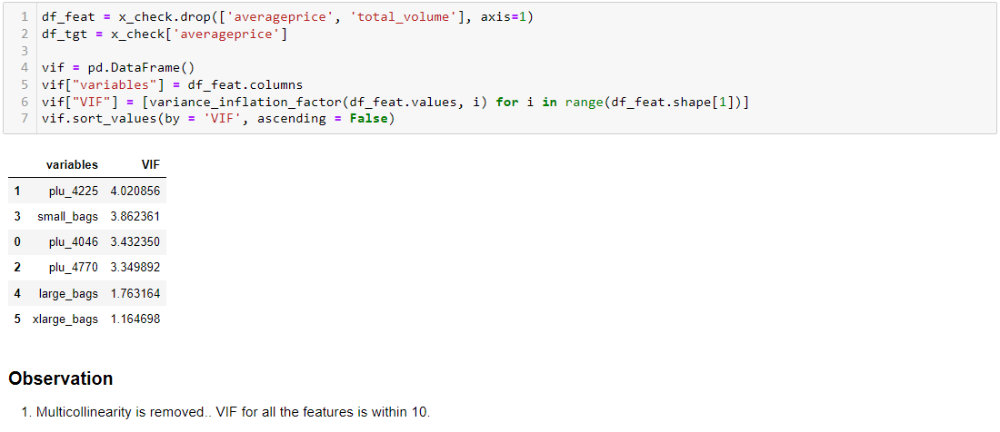 1 df_feat = x_check.drop(['averageprice', 'total_volume'], axis=1)
2 df_tgt = x_check['averageprice']
3
4 vif = pd.DataFrame()
5 vif["variables"] = df_feat.columns
6 vif["VIF"] = [variance_inflation_factor(df_feat.values, i) for i in range(df_feat.shape[1])]
7 vif.sort_values(by = 'VIF', ascending = False)
variables VIF
1 plu_4225 4.020856
3 small_bags 3.862361
0 plu_4046 3.432350
2 plu_4770 3.349892
4 large_bags 1.763164
5 xlarge_bags 1.164698
Observation
1. Multicollinearity is removed.. VIF for all the features is within 10.